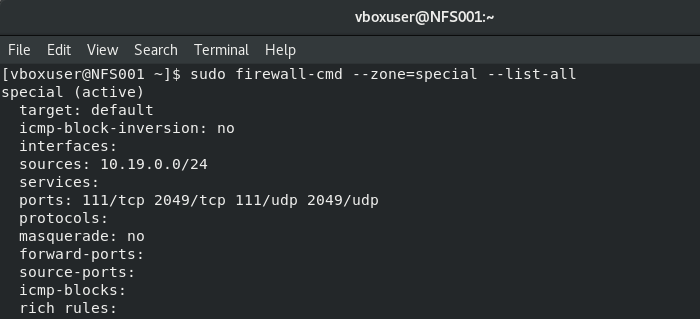 vboxuser@NFS001:~
File Edit View Search Terminal Help
[vboxuser@NFS001 ~]$ sudo firewall-cmd --zone=special --list-all
special (active)
  target: default
  icmp-block-inversion: no
  interfaces:
  sources: 10.19.0.0/24
  services:
  ports: 111/tcp 2049/tcp 111/udp 2049/udp
  protocols:
  masquerade: no
  forward-ports:
  source-ports:
  icmp-blocks:
  rich rules: